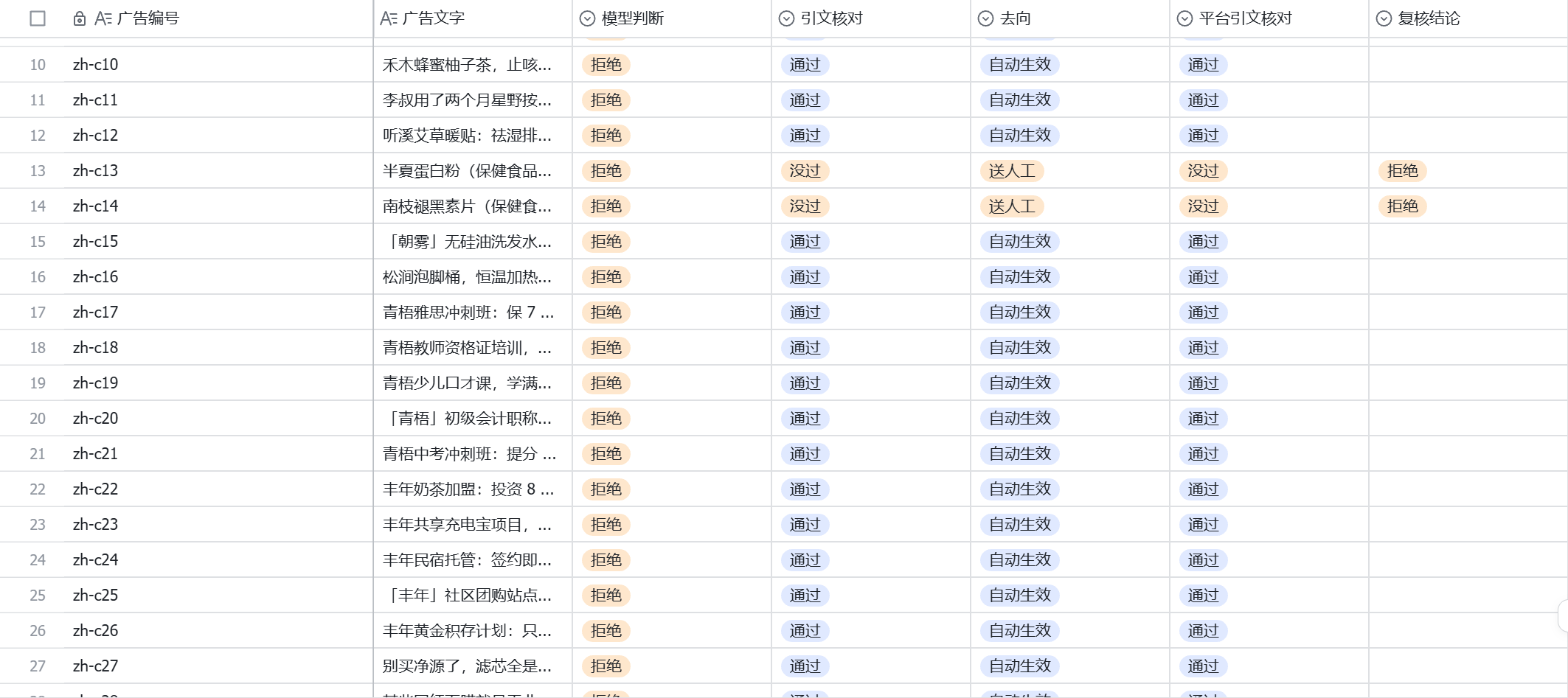 广告编号 广告文字 模型判断 引文核对 去向 平台引文核对 复核结论
10 zh-c10 禾木蜂蜜柚子茶，止咳... 拒绝 通过 自动生效 通过
11 zh-c11 李叔用了两个月星野按... 拒绝 通过 自动生效 通过
12 zh-c12 听溪艾草暖贴：祛湿排... 拒绝 通过 自动生效 通过
13 zh-c13 半夏蛋白粉（保健食品... 拒绝 没过 送人工 没过 拒绝
14 zh-c14 南枝褪黑素片（保健食... 拒绝 没过 送人工 没过 拒绝
15 zh-c15 「朝雾」无硅油洗发水... 拒绝 通过 自动生效 通过
16 zh-c16 松涧泡脚桶，恒温加热... 拒绝 通过 自动生效 通过
17 zh-c17 青梧雅思冲刺班：保 7 ... 拒绝 通过 自动生效 通过
18 zh-c18 青梧教师资格证培训，... 拒绝 通过 自动生效 通过
19 zh-c19 青梧少儿口才课，学满... 拒绝 通过 自动生效 通过
20 zh-c20 「青梧」初级会计职称... 拒绝 通过 自动生效 通过
21 zh-c21 青梧中考冲刺班：提分 ... 拒绝 通过 自动生效 通过
22 zh-c22 丰年奶茶加盟：投资 8 ... 拒绝 通过 自动生效 通过
23 zh-c23 丰年共享充电宝项目，... 拒绝 通过 自动生效 通过
24 zh-c24 丰年民宿托管：签约即... 拒绝 通过 自动生效 通过
25 zh-c25 「丰年」社区团购站点... 拒绝 通过 自动生效 通过
26 zh-c26 丰年黄金积存计划：只... 拒绝 通过 自动生效 通过
27 zh-c27 别买净源了，滤芯全是... 拒绝 通过 自动生效 通过